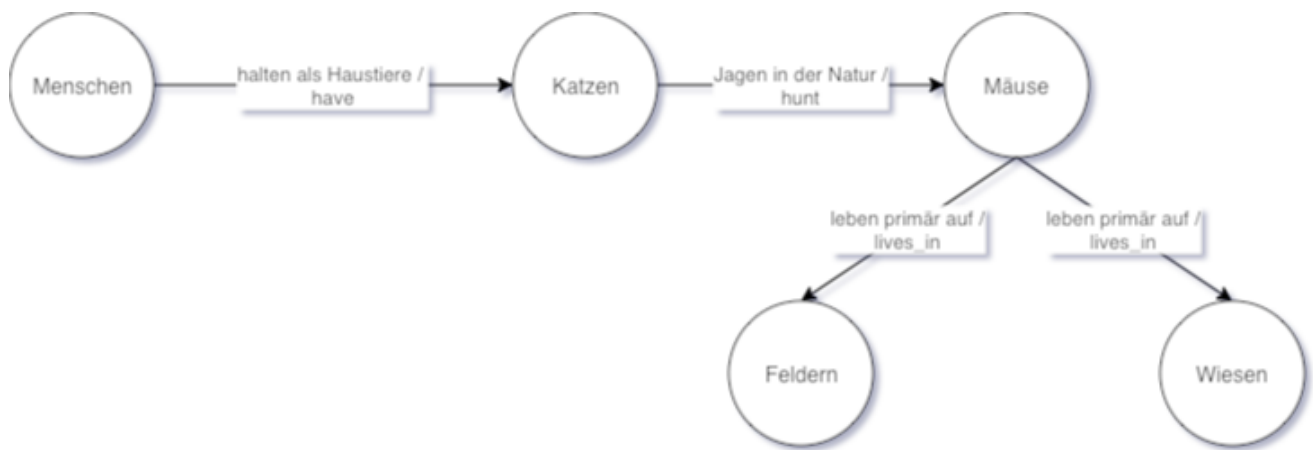 Menschen
halten als Haustiere /
have
Katzen
Jagen in der Natur /
hunt
Mäuse
leben primär auf /
lives_in
leben primär auf /
lives_in
Feldern
Wiesen